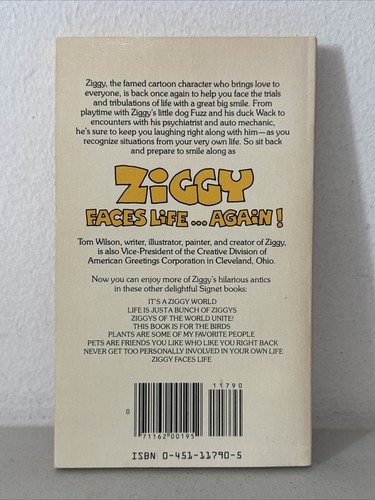 Ziggy, the famed cartoon character who brings love to
everyone, is back once again to help you face the trials
and tribulations of life with a great big smile. From
playtime with Ziggy's little dog Fuzz and his duck Wack to
encounters with his psychiatrist and auto mechanic,
he's sure to keep you laughing right along with him—as you
recognize situations from your very own life. So sit back
and prepare to smile along as
ZiGGY
FACES LiFE...AGAiN!
Tom Wilson, writer, illustrator, painter, and creator of Ziggy,
is also Vice-President of the Creative Division of
American Greetings Corporation in Cleveland, Ohio.
Now you can enjoy more of Ziggy's hilarious antics
in these other delightful Signet books:
IT'S A ZIGGY WORLD
LIFE IS JUST A BUNCH OF ZIGGYS
ZIGGYS OF THE WORLD UNITE!
THIS BOOK IS FOR THE BIRDS
PLANTS ARE SOME OF MY FAVORITE PEOPLE
PETS ARE FRIENDS YOU LIKE WHO LIKE YOU RIGHT BACK
NEVER GET TOO PERSONALLY INVOLVED IN YOUR OWN LIFE
ZIGGY FACES LIFE
11790
0
71162 00195
ISBN 0-451-11790-5